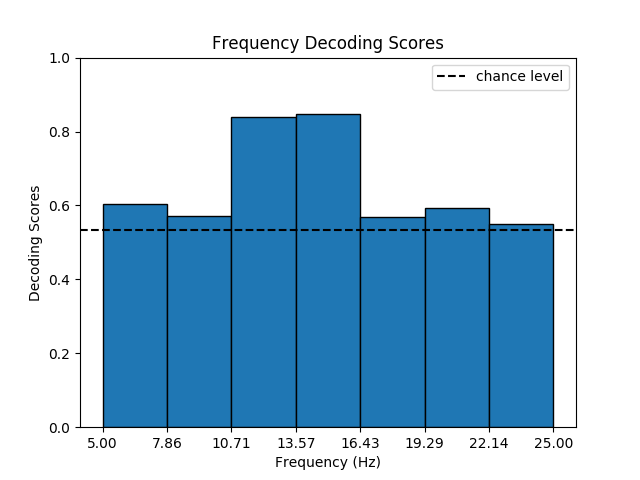 Frequency Decoding Scores
chance level
1.0
0.8
0.6
0.4
0.2
0.0
Decoding Scores
5.00 7.86 10.71 13.57 16.43 19.29 22.14 25.00
Frequency (Hz)